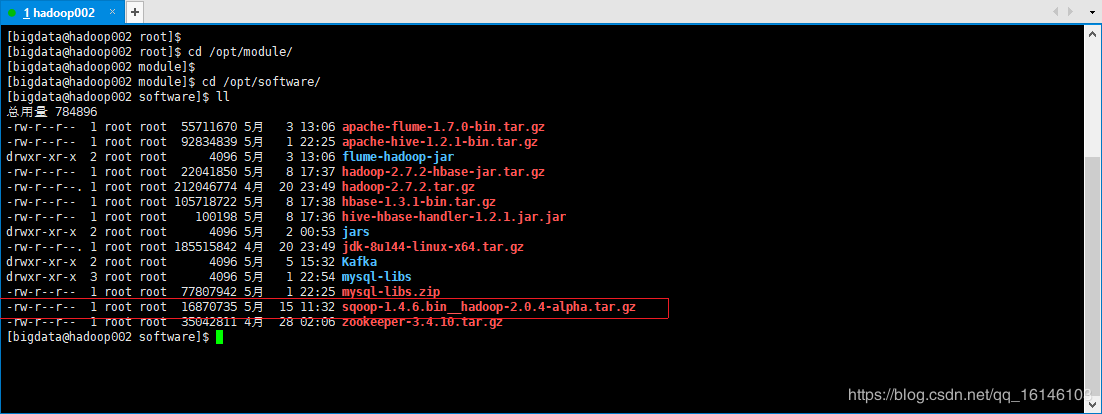 1 hadoop002 × +
[bigdata@hadoop002 root]$
[bigdata@hadoop002 root]$ cd /opt/module/
[bigdata@hadoop002 module]$
[bigdata@hadoop002 module]$ cd /opt/software/
[bigdata@hadoop002 software]$ ll
总用量 784896
-rw-r--r--  1 root root  55711670 5月   3 13:06 apache-flume-1.7.0-bin.tar.gz
-rw-r--r--  1 root root  92834839 5月   1 22:25 apache-hive-1.2.1-bin.tar.gz
drwxr-xr-x  2 root root      4096 5月   3 13:06 flume-hadoop-jar
-rw-r--r--  1 root root  22041850 5月   8 17:37 hadoop-2.7.2-hbase-jar.tar.gz
-rw-r--r--. 1 root root 212046774 4月  20 23:49 hadoop-2.7.2.tar.gz
-rw-r--r--  1 root root 105718722 5月   8 17:38 hbase-1.3.1-bin.tar.gz
-rw-r--r--  1 root root    100198 5月   8 17:36 hive-hbase-handler-1.2.1.jar.jar
drwxr-xr-x  2 root root      4096 5月   2 00:53 jars
-rw-r--r--. 1 root root 185515842 4月  20 23:49 jdk-8u144-linux-x64.tar.gz
drwxr-xr-x  2 root root      4096 5月   5 15:32 Kafka
drwxr-xr-x  3 root root      4096 5月   1 22:54 mysql-libs
-rw-r--r--  1 root root  77807942 5月   1 22:25 mysql-libs.zip
-rw-r--r--  1 root root  16870735 5月  15 11:32 sqoop-1.4.6.bin__hadoop-2.0.4-alpha.tar.gz
-rw-r--r--  1 root root  35042811 4月  28 02:06 zookeeper-3.4.10.tar.gz
[bigdata@hadoop002 software]$
https://blog.csdn.net/qq_16146103